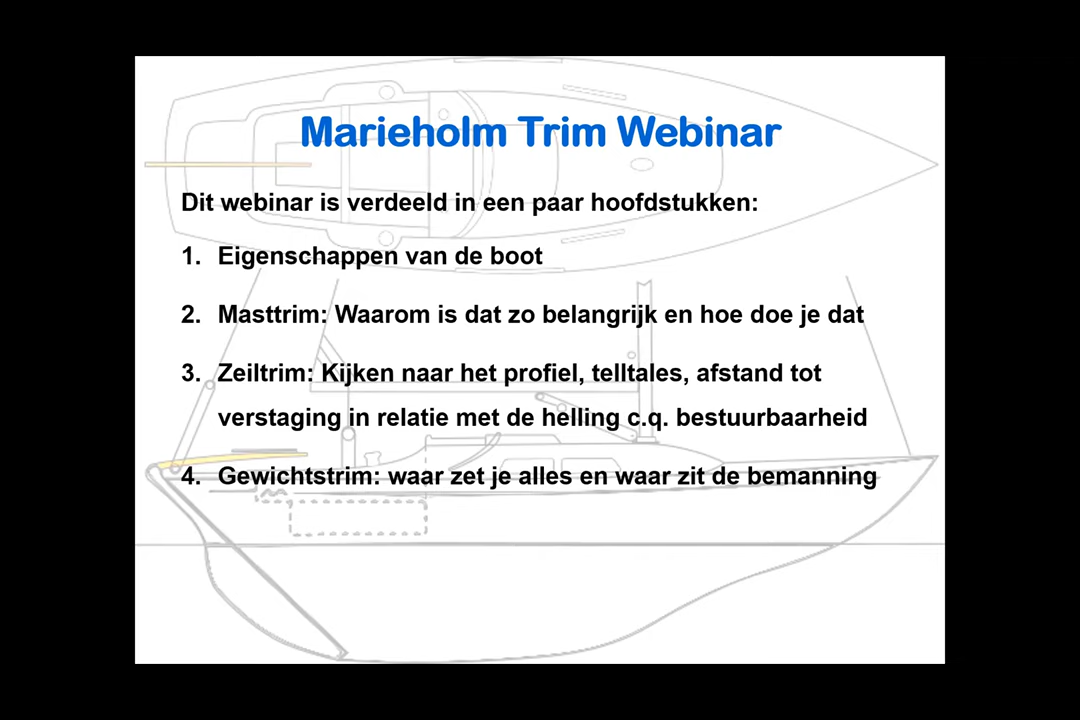 Marieholm Trim Webinar
Dit webinar is verdeeld in een paar hoofdstukken:
1. Eigenschappen van de boot
2. Masttrim: Waarom is dat zo belangrijk en hoe doe je dat
3. Zeiltrim: Kijken naar het profiel, telltales, afstand tot
verstaging in relatie met de helling c.q. bestuurbaarheid
4. Gewichtstrim: waar zet je alles en waar zit de bemanning